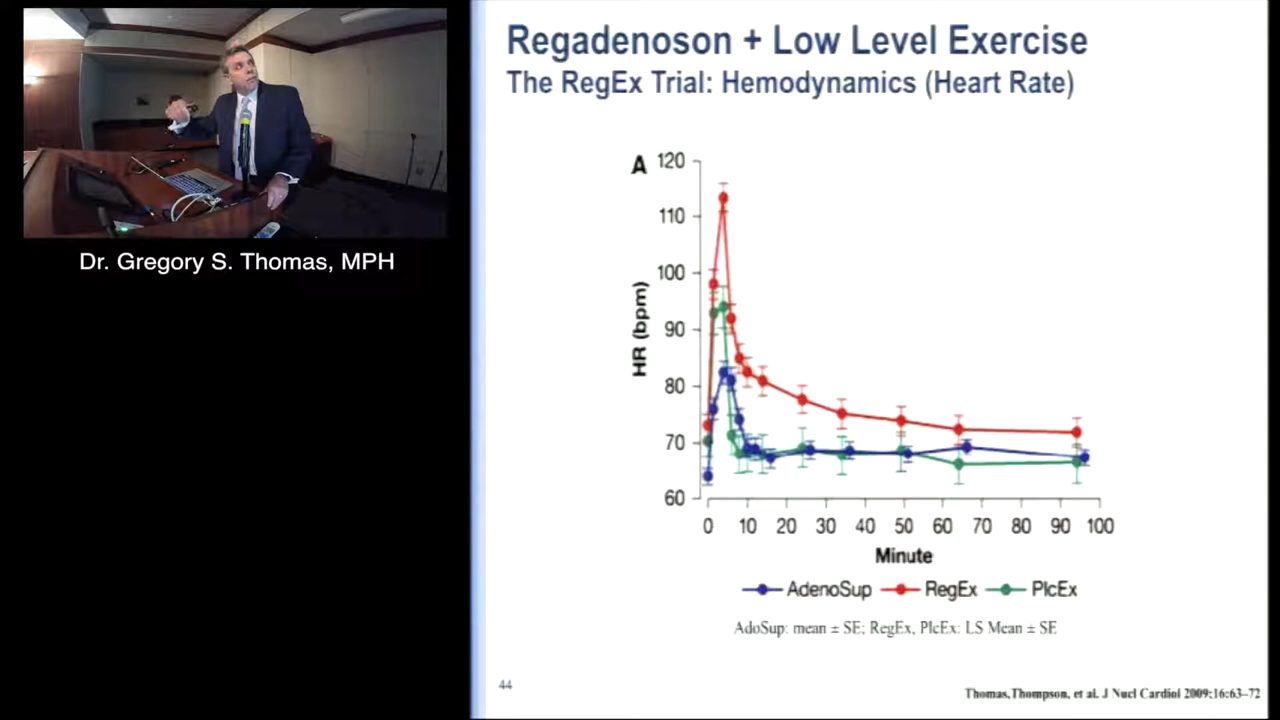 Regadenoson + Low Level Exercise
The RegEx Trial: Hemodynamics (Heart Rate)
Dr. Gregory S. Thomas, MPH
A
120
110
100
90
80
70
60
HR (bpm)
0 10 20 30 40 50 60 70 80 90 100
Minute
AdenoSup RegEx PlcEx
AdoSup: mean ± SE; RegEx, PlcEx: LS Mean ± SE
44
Thomas,Thompson, et al. J Nucl Cardiol 2009;16:63–72